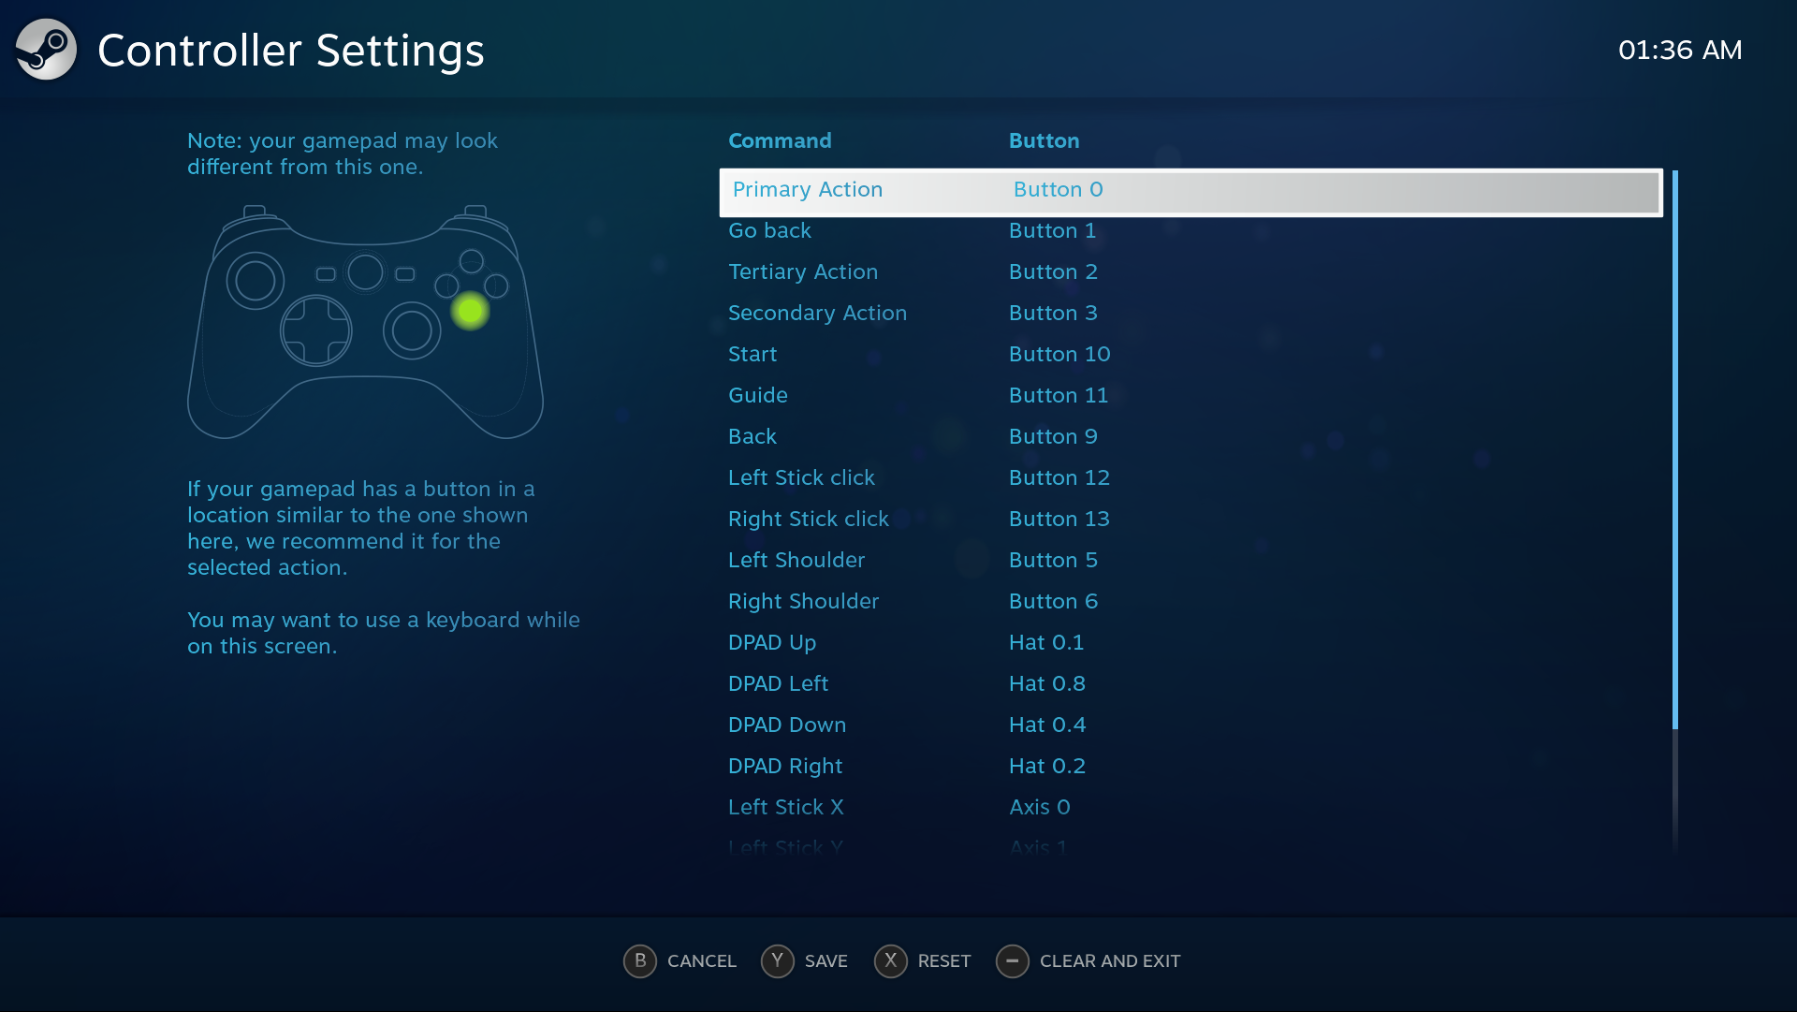 Controller Settings
01:36 AM
Note: your gamepad may look
different from this one.
If your gamepad has a button in a
location similar to the one shown
here, we recommend it for the
selected action.
You may want to use a keyboard while
on this screen.
Command Button
Primary Action Button 0
Go back Button 1
Tertiary Action Button 2
Secondary Action Button 3
Start Button 10
Guide Button 11
Back Button 9
Left Stick click Button 12
Right Stick click Button 13
Left Shoulder Button 5
Right Shoulder Button 6
DPAD Up Hat 0.1
DPAD Left Hat 0.8
DPAD Down Hat 0.4
DPAD Right Hat 0.2
Left Stick X Axis 0
Left Stick Y Axis 1
B CANCEL Y SAVE X RESET − CLEAR AND EXIT